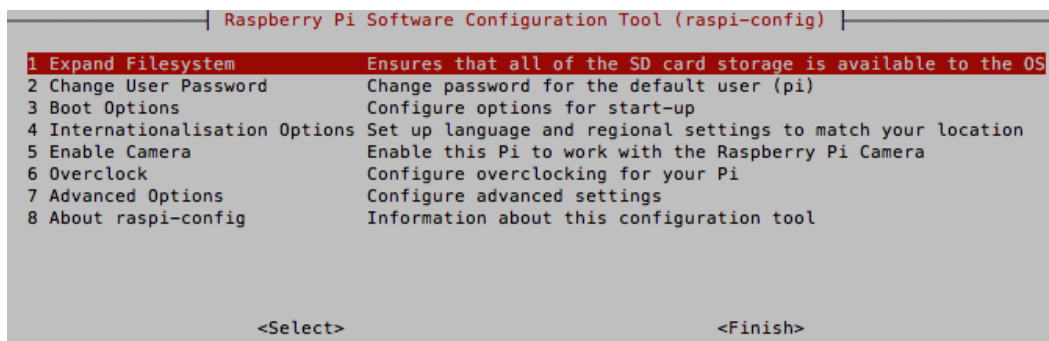 Raspberry Pi Software Configuration Tool (raspi-config)
1 Expand Filesystem Ensures that all of the SD card storage is available to the OS
2 Change User Password Change password for the default user (pi)
3 Boot Options Configure options for start-up
4 Internationalisation Options Set up language and regional settings to match your location
5 Enable Camera Enable this Pi to work with the Raspberry Pi Camera
6 Overclock Configure overclocking for your Pi
7 Advanced Options Configure advanced settings
8 About raspi-config Information about this configuration tool
<Select> <Finish>